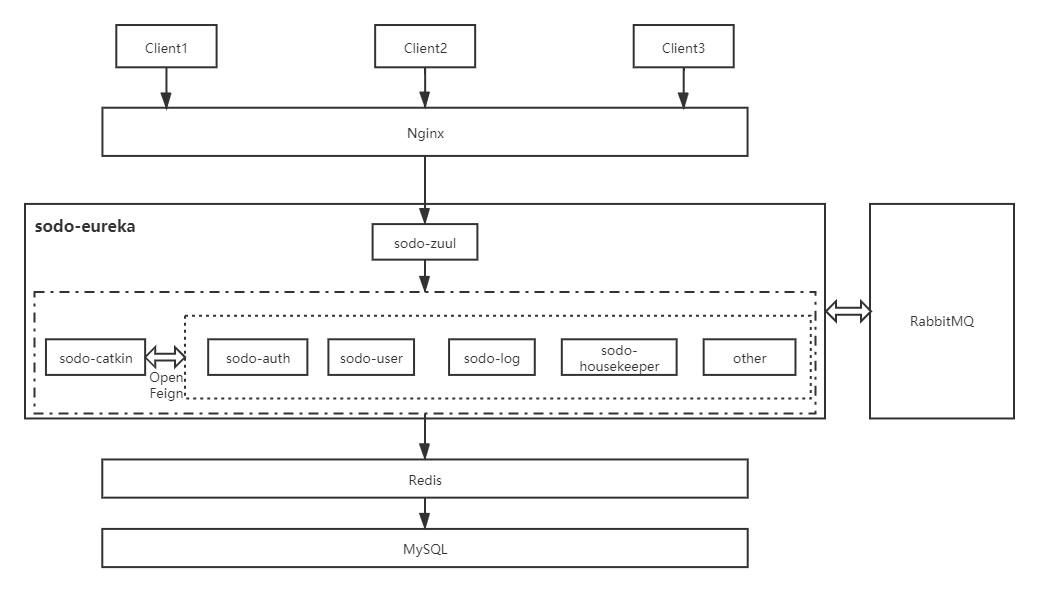 Client1
Client2
Client3
Nginx
sodo-eureka
sodo-zuul
RabbitMQ
sodo-catkin
Open
Feign
sodo-auth
sodo-user
sodo-log
sodo-
housekeeper
other
Redis
MySQL